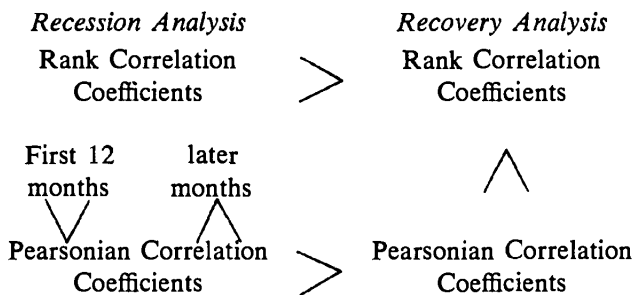 Recession Analysis Recovery Analysis
Rank Correlation > Rank Correlation
Coefficients Coefficients
First 12 later
months months
Pearsonian Correlation Pearsonian Correlation
Coefficients > Coefficients